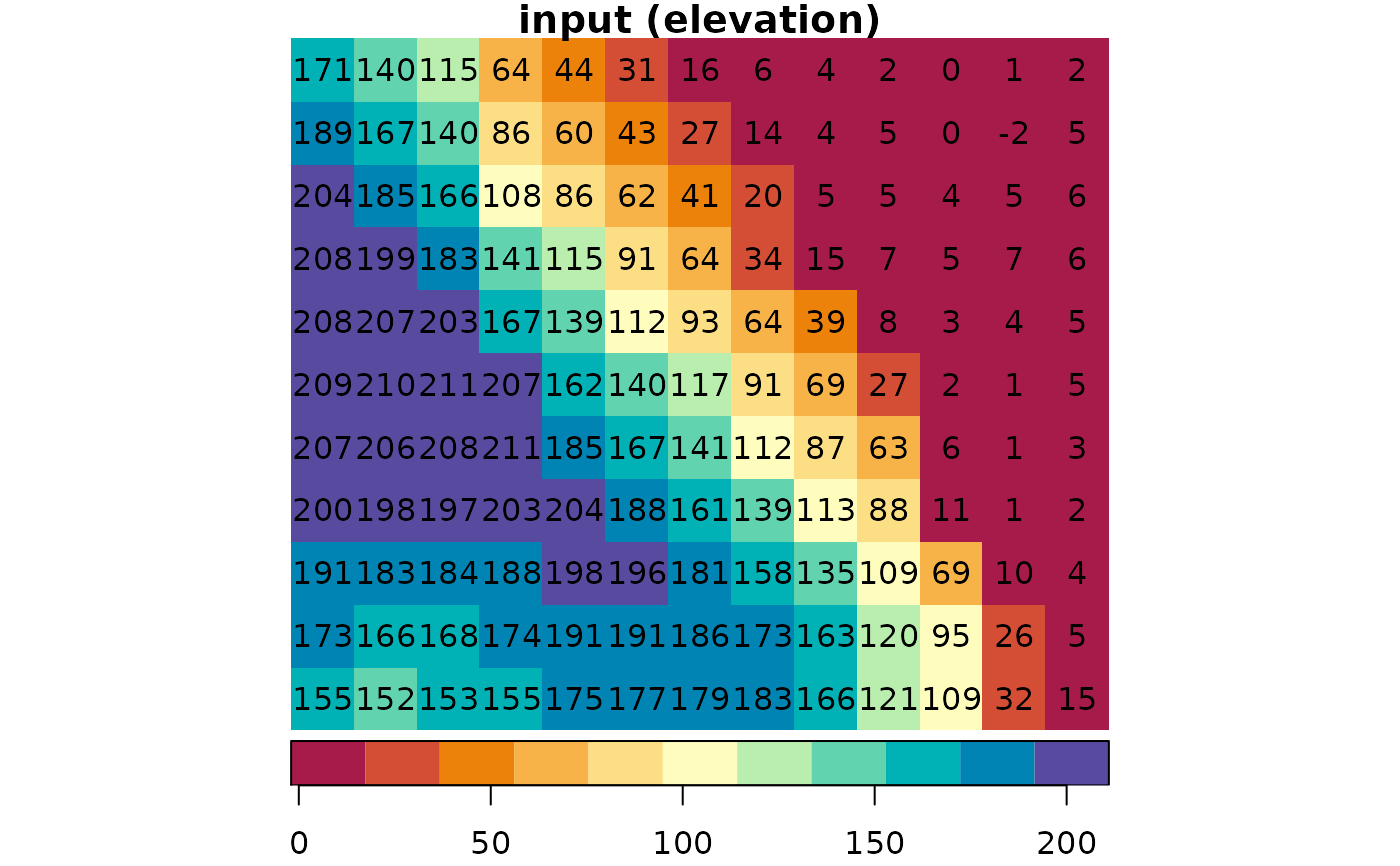 input (elevation)
171 140 115 64 44 31 16 6 4 2 0 1 2
189 167 140 86 60 43 27 14 4 5 0 -2 5
204 185 166 108 86 62 41 20 5 5 4 5 6
208 199 183 141 115 91 64 34 15 7 5 7 6
208 207 203 167 139 112 93 64 39 8 3 4 5
209 210 211 207 162 140 117 91 69 27 2 1 5
207 206 208 211 185 167 141 112 87 63 6 1 3
200 198 197 203 204 188 161 139 113 88 11 1 2
191 183 184 188 198 196 181 158 135 109 69 10 4
173 166 168 174 191 191 186 173 163 120 95 26 5
155 152 153 155 175 177 179 183 166 121 109 32 15
0 50 100 150 200